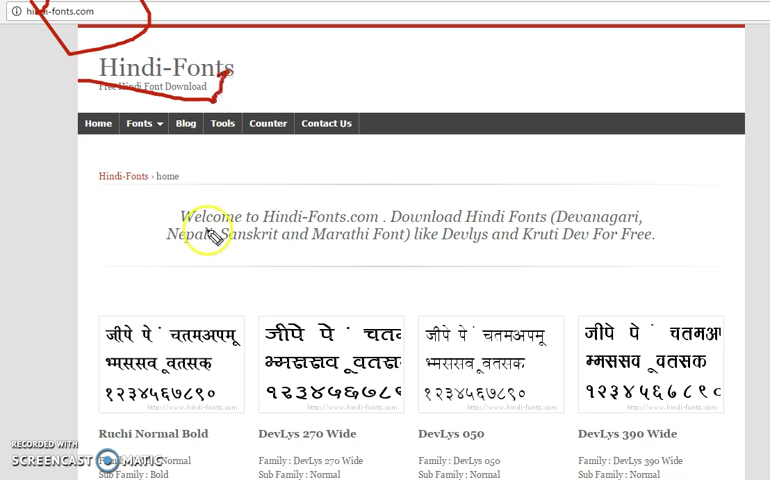 hindi-fonts.com
Hindi-Fonts
Free Hindi Font Download
Home Fonts Blog Tools Counter Contact Us
Hindi-Fonts › home
Welcome to Hindi-Fonts.com . Download Hindi Fonts (Devanagari,
Nepali, Sanskrit and Marathi Font) like Devlys and Kruti Dev For Free.
जीपे पे ं चतमअपमू
भ्मससव ूवतसक
१२३४५६७८९०
http://www.hindi-fonts.com
जीपे पे ं चतम
भ्मससव ूवतसक
१२३४५६७८
http://www.hindi-fonts.com
जीपे पे ं चतमअपमू
भ्मससव ूवतसक
१२३४५६७८९०
http://www.hindi-fonts.com
जीपे पे ं चतमअ
भ्मससव ूवतसक
१२३४५६७८९०
http://www.hindi-fonts.com
Ruchi Normal Bold DevLys 270 Wide DevLys 050 DevLys 390 Wide
Normal Family : DevLys 270 Wide Family : DevLys 050 Family : DevLys 390 Wide
Sub Family : Bold Sub Family : Normal Sub Family : Normal Sub Family : Normal
RECORDED WITH
SCREENCAST MATIC